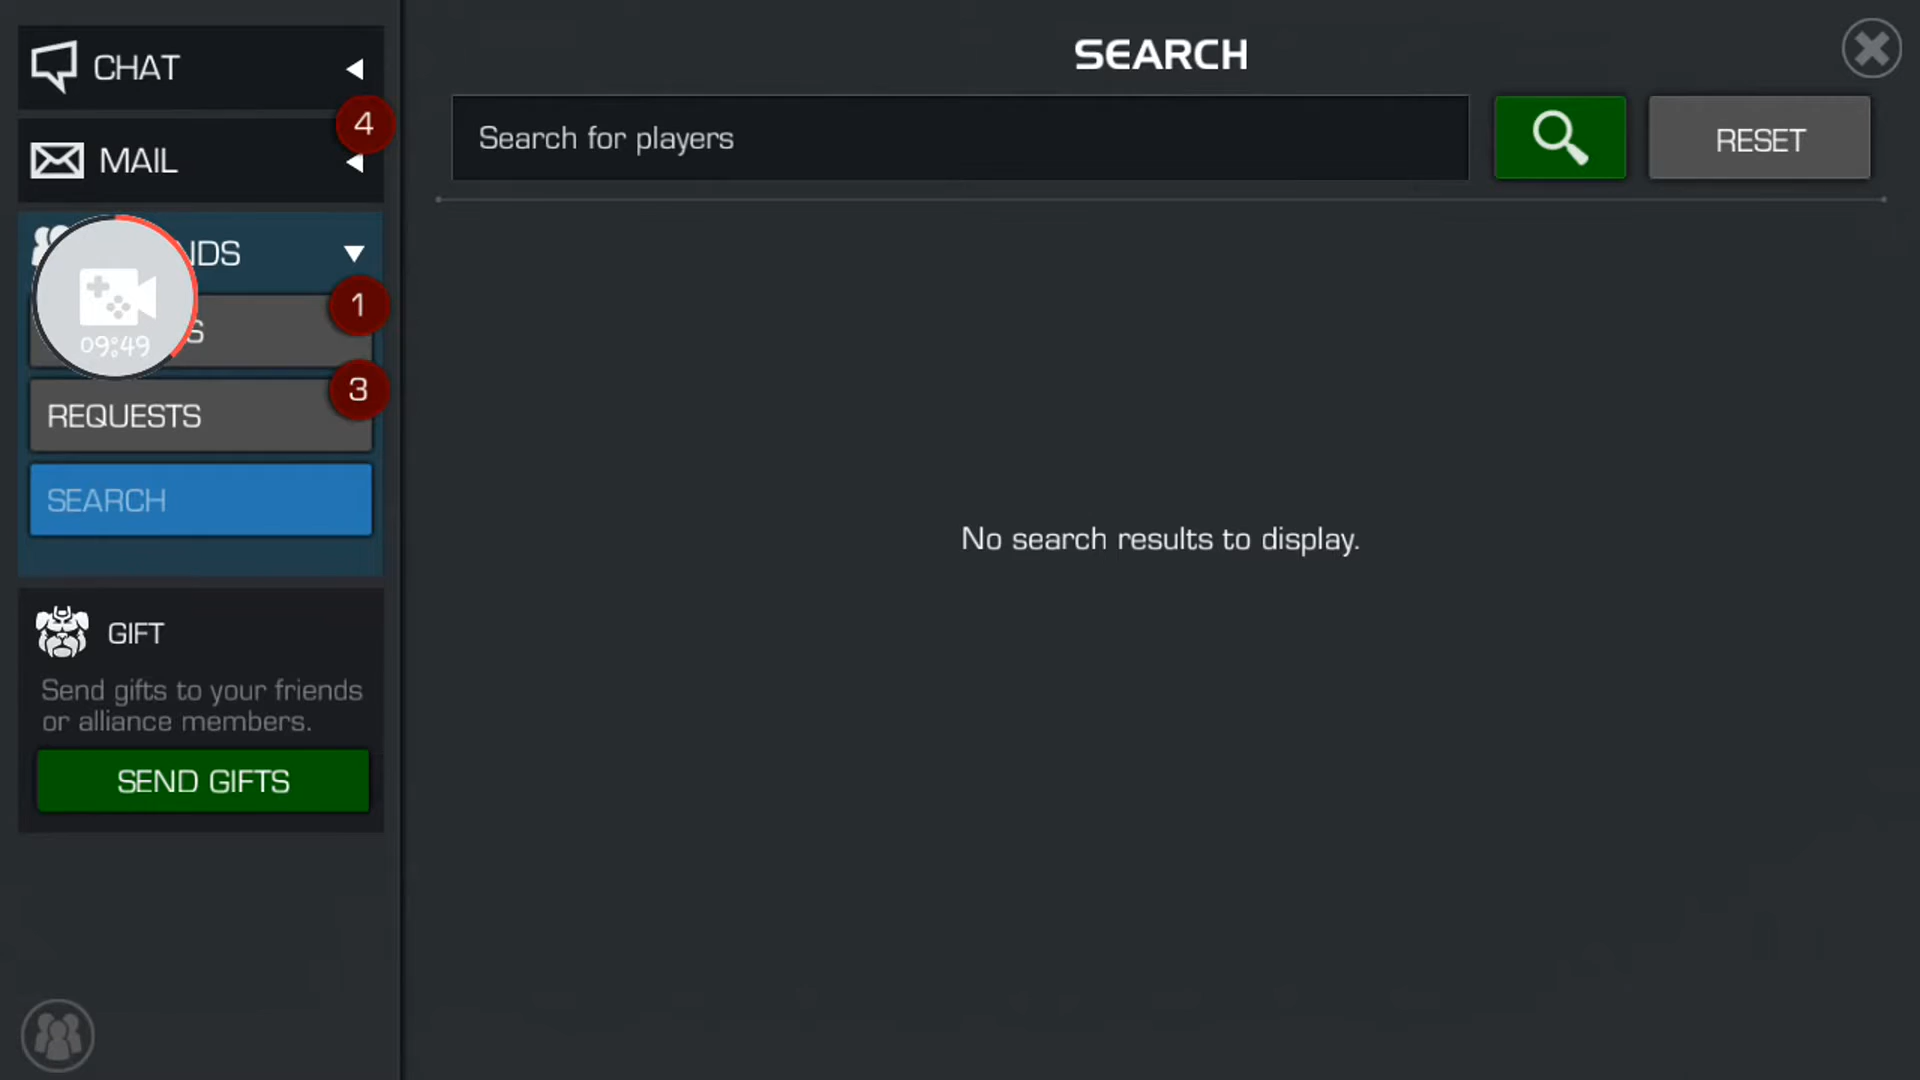 CHAT
4
MAIL
NDS
1
S
09:49
3
REQUESTS
SEARCH
GIFT
Send gifts to your friends
or alliance members.
SEND GIFTS
SEARCH
Search for players
RESET
No search results to display.